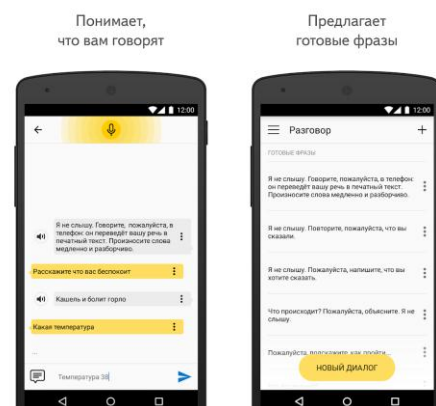 Понимает,
что вам говорят
12:00
Я не слышу. Говорите, пожалуйста, в
телефон: он переведёт вашу речь в
печатный текст. Произносите слова
медленно и разборчиво.
Расскажите что вас беспокоит
Кашель и болит горло
Какая температура
...
Температура 38
Предлагает
готовые фразы
12:00
Разговор
ГОТОВЫЕ ФРАЗЫ
Я не слышу. Говорите, пожалуйста, в телефон:
он переведёт вашу речь в печатный текст.
Произносите слова медленно и разборчиво.
Я не слышу. Повторите, пожалуйста, что вы
сказали.
Я не слышу. Пожалуйста, напишите, что вы
хотите сказать.
Что происходит? Пожалуйста, объясните. Я не
слышу.
Пожалуйста, подскажите, как пройти...
НОВЫЙ ДИАЛОГ